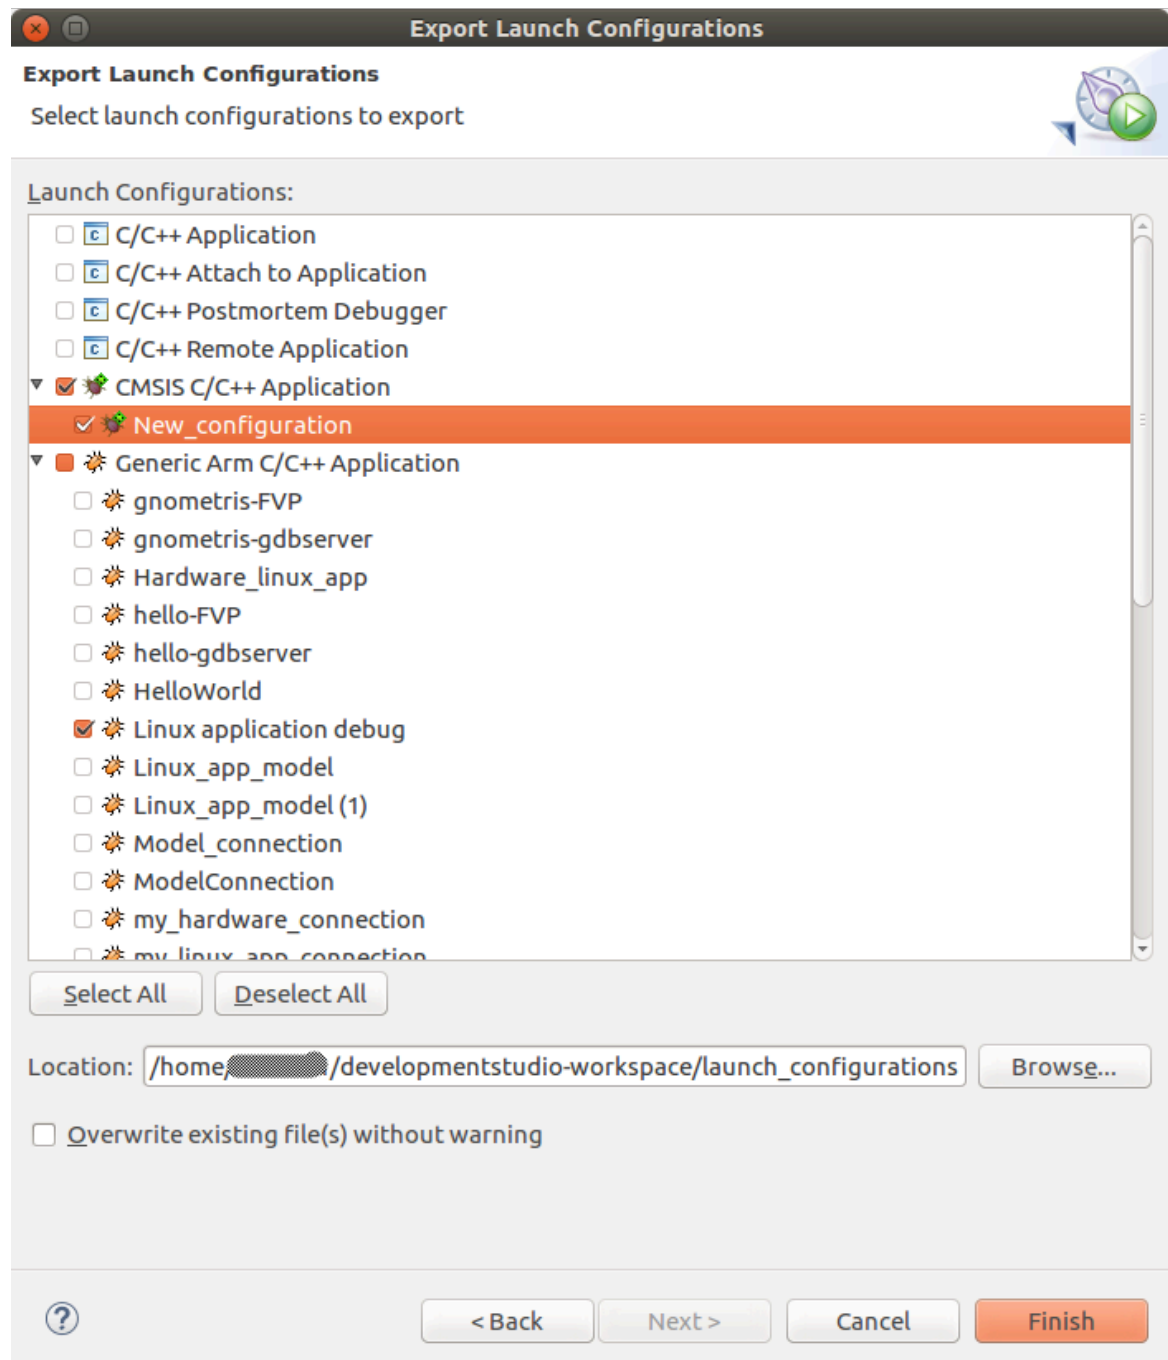 Export Launch Configurations
Export Launch Configurations
Select launch configurations to export
Launch Configurations:
C/C++ Application
C/C++ Attach to Application
C/C++ Postmortem Debugger
C/C++ Remote Application
CMSIS C/C++ Application
New_configuration
Generic Arm C/C++ Application
gnometris-FVP
gnometris-gdbserver
Hardware_linux_app
hello-FVP
hello-gdbserver
HelloWorld
Linux application debug
Linux_app_model
Linux_app_model (1)
Model_connection
ModelConnection
my_hardware_connection
my_linux_app_connection
Select All Deselect All
Location: /home/ /developmentstudio-workspace/launch_configurations Browse...
Overwrite existing file(s) without warning
< Back Next > Cancel Finish